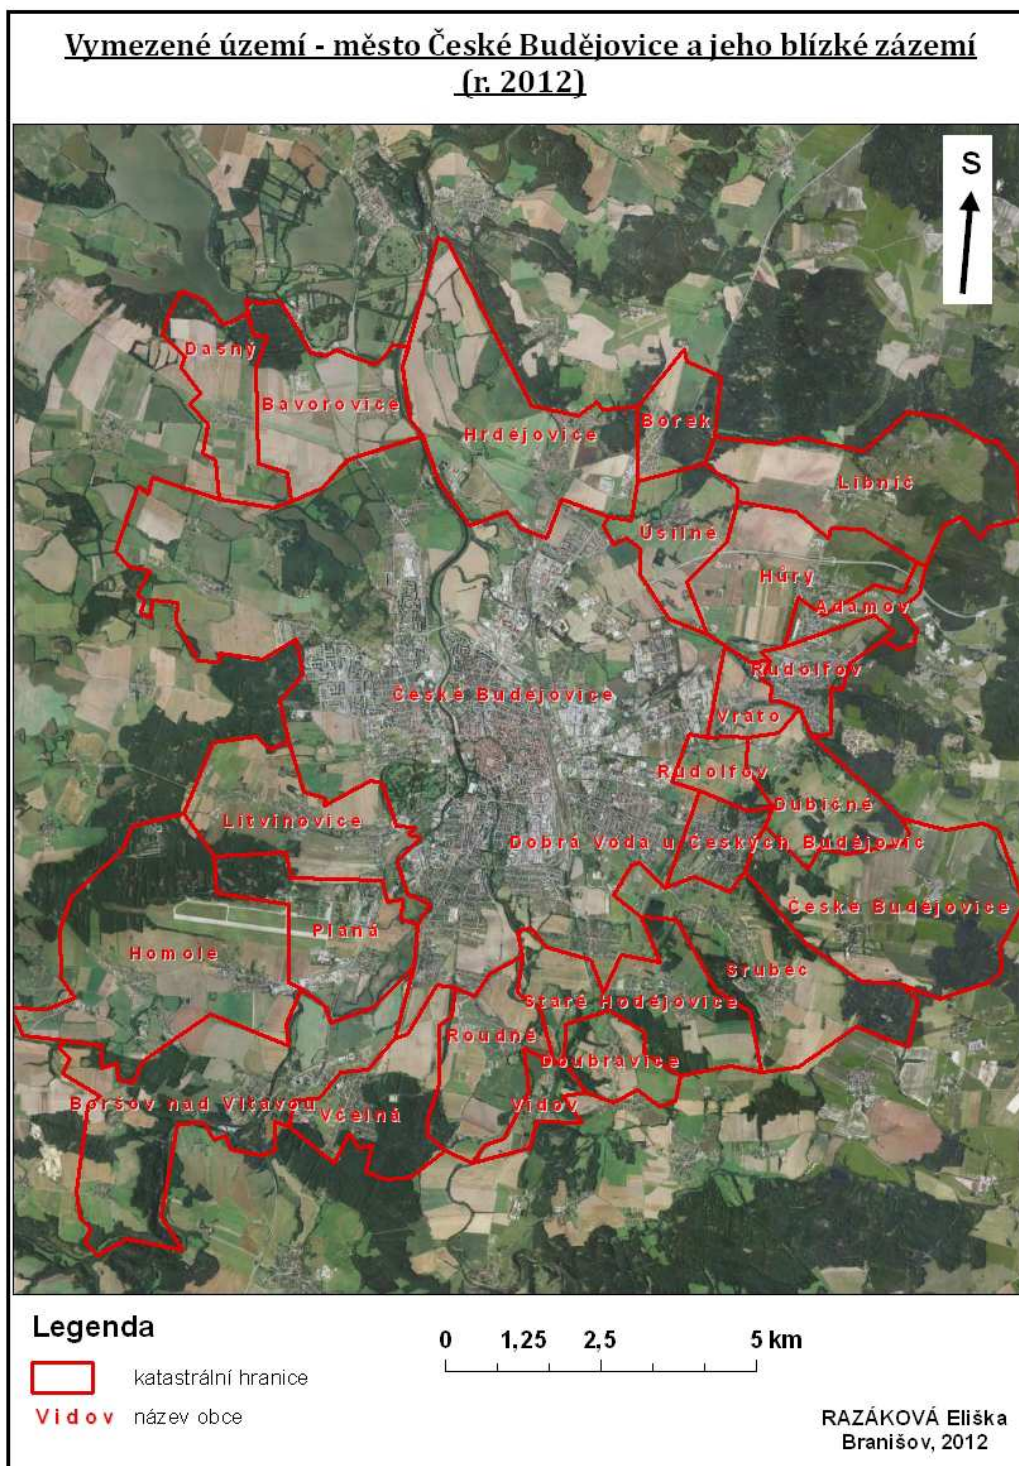 Vymezené území - město České Budějovice a jeho blízké zázemí
(r. 2012)
S
Dasný
Bavorovice
Hrdějovice
Borek
Libníč
Úsilné
Hůry
Adamov
Rudolfov
České Budějovice
Vráto
Rudolfov
Dubičné
Litvínovice
Dobrá Voda u Českých Budějovic
České Budějovice
Planá
Homole
Srubec
Staré Hodějovice
Roudné
Doubravice
Boršov nad Vltavou
Včelná
Vidov
Legenda
katastrální hranice
Vidov název obce
0 1,25 2,5 5 km
RAZÁKOVÁ Eliška
Branišov, 2012